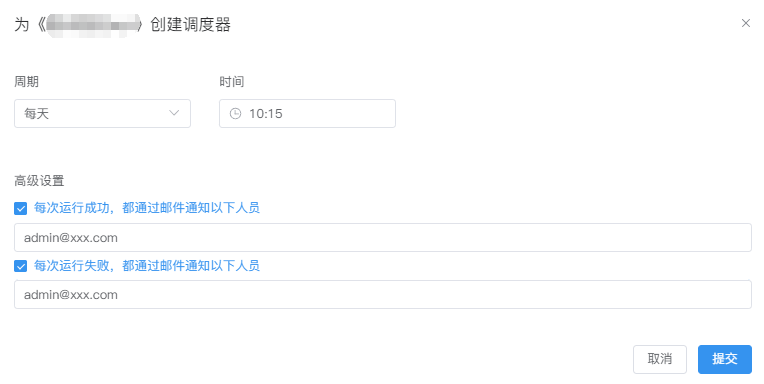 为《》创建调度器
周期
时间
每天
10:15
高级设置
每次运行成功，都通过邮件通知以下人员
admin@xxx.com
每次运行失败，都通过邮件通知以下人员
admin@xxx.com
取消
提交